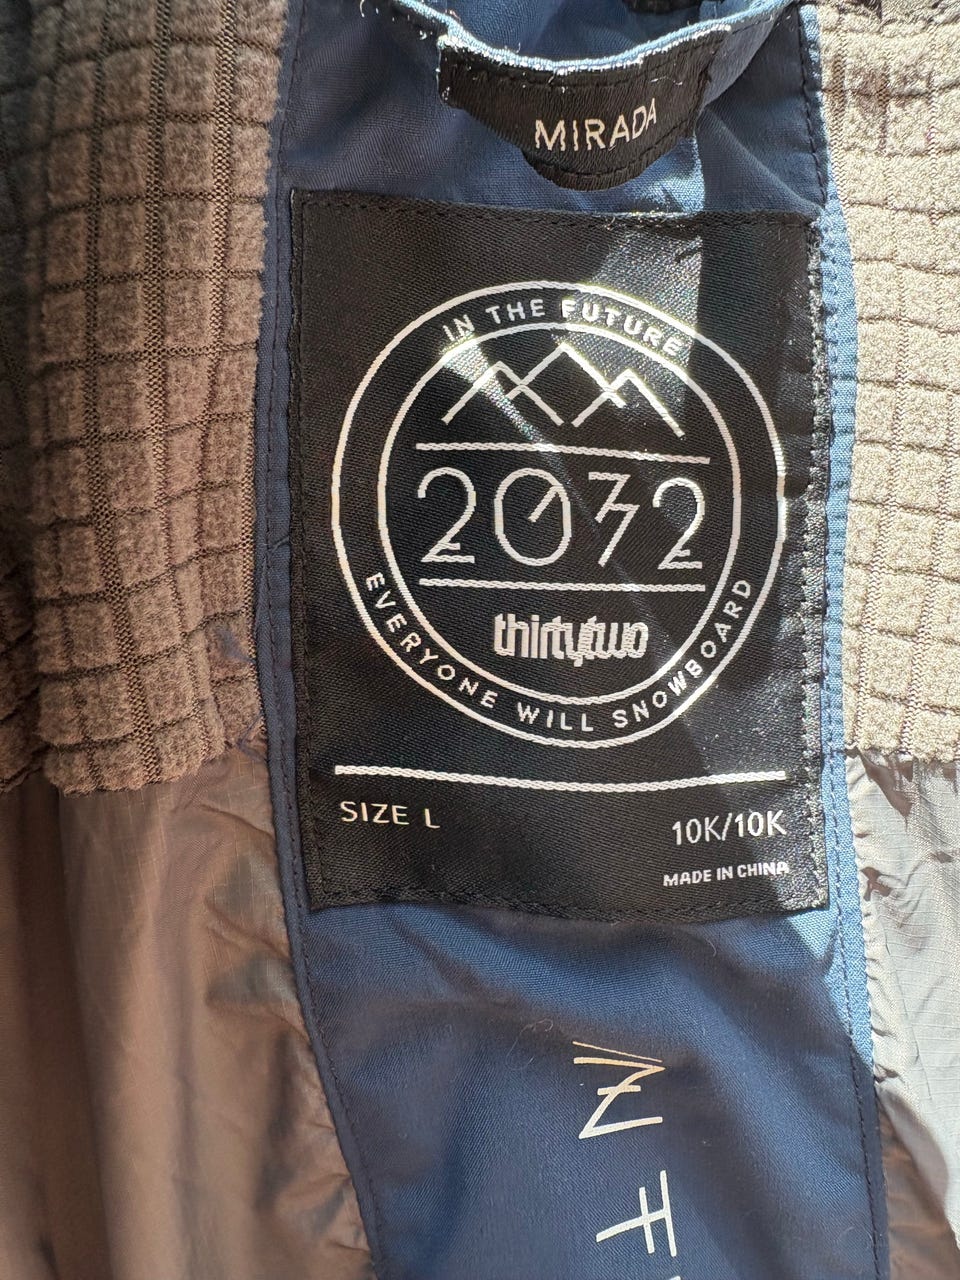 MIRADA
IN THE FUTURE
2032
thirtytwo
EVERYONE WILL SNOWBOARD
SIZE L
10K/10K
MADE IN CHINA